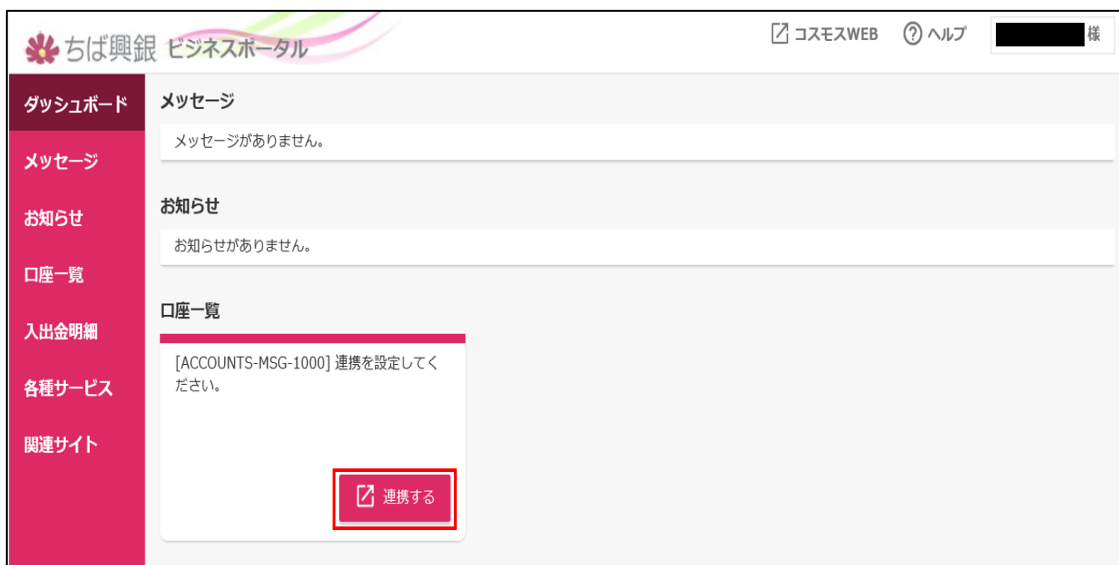 ちば興銀 ビジネスポータル
コスモスWEB
ヘルプ
様
ダッシュボード
メッセージ
お知らせ
口座一覧
入出金明細
各種サービス
関連サイト
メッセージ
メッセージがありません。
お知らせ
お知らせがありません。
口座一覧
[ACCOUNTS-MSG-1000] 連携を設定してく
ださい。
連携する